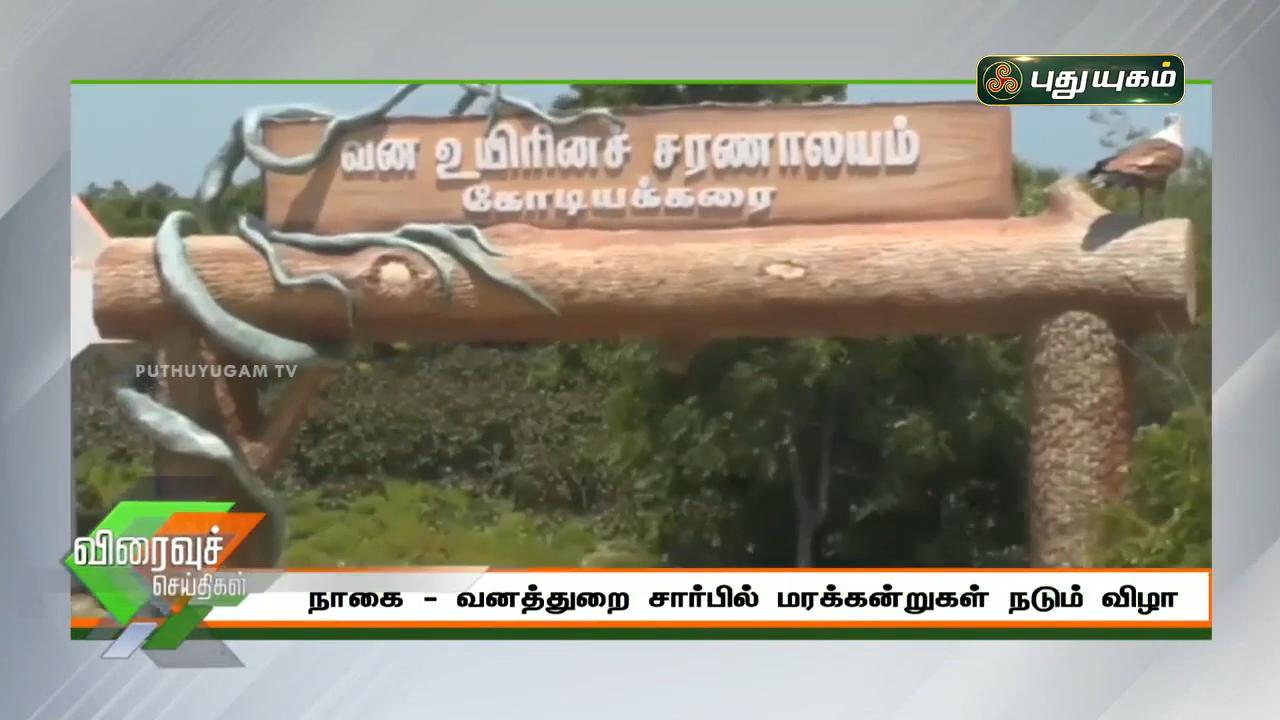 புதுயுகம்
வன உயிரினச் சரணாலயம்
கோடியக்கரை
PUTHUYUGAM TV
விரைவுச்
செய்திகள்
நாகை - வனத்துறை சார்பில் மரக்கன்றுகள் நடும் விழா